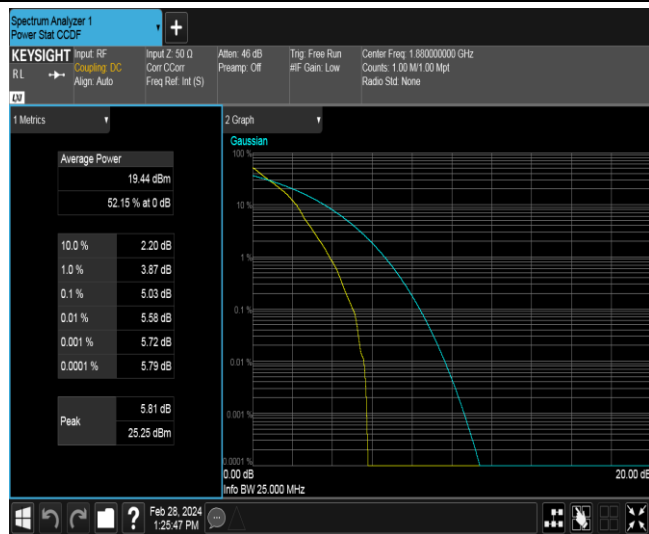 Spectrum Analyzer 1
Power Stat CCDF
KEYSIGHT
RL
LXI
Input: RF
Coupling: DC
Align: Auto
Input Z: 50 Ω
Corr CCorr
Freq Ref: Int (S)
Atten: 46 dB
Preamp: Off
Trig: Free Run
#IF Gain: Low
Center Freq: 1.880000000 GHz
Counts: 1.00 M/1.00 Mpt
Radio Std: None
1 Metrics
Average Power
19.44 dBm
52.15 % at 0 dB
10.0 % 2.20 dB
1.0 % 3.87 dB
0.1 % 5.03 dB
0.01 % 5.58 dB
0.001 % 5.72 dB
0.0001 % 5.79 dB
Peak
5.81 dB
25.25 dBm
2 Graph
Gaussian
100 %
10 %
1 %
0.1 %
0.01 %
0.001 %
0.0001 %
0.00 dB
20.00 dB
Info BW 25.000 MHz
?
Feb 28, 2024
1:25:47 PM